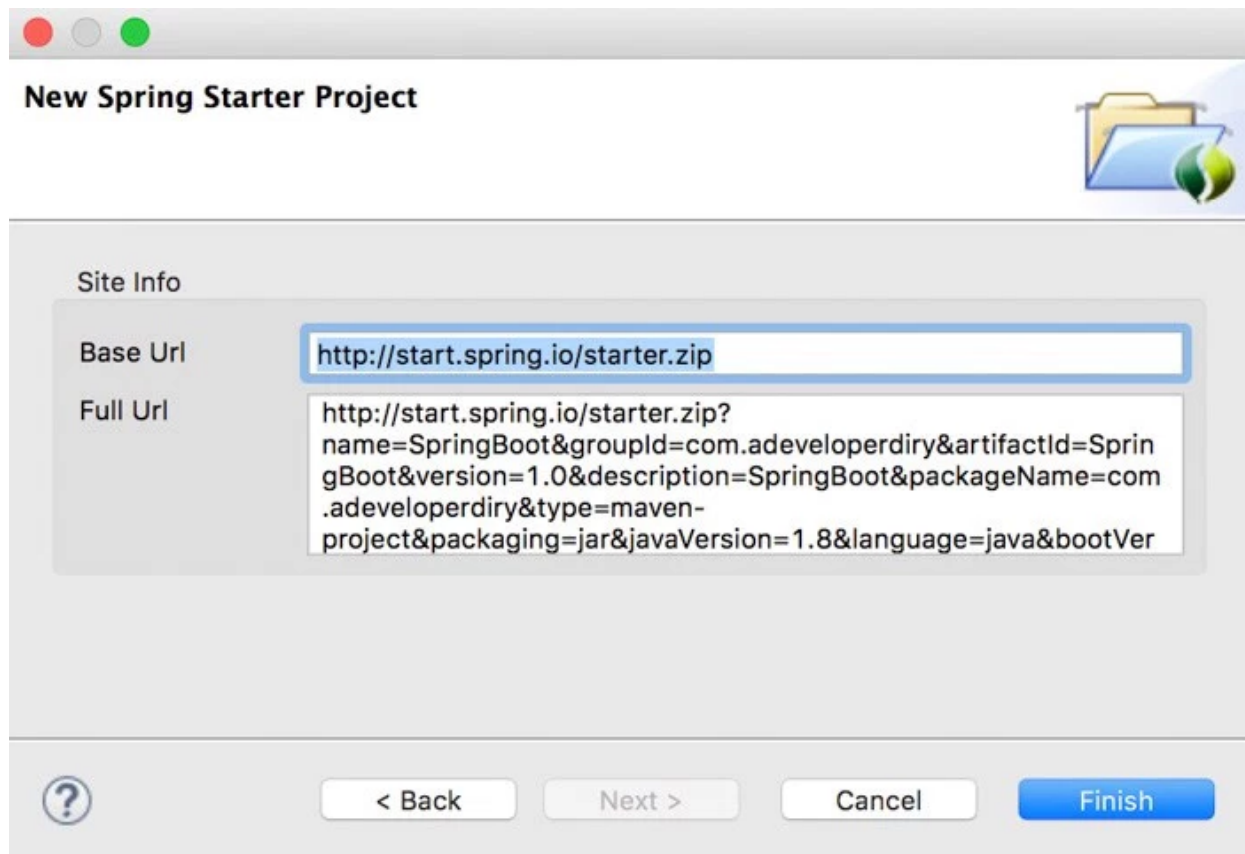 New Spring Starter Project
Site Info
Base Url
http://start.spring.io/starter.zip
Full Url
http://start.spring.io/starter.zip?
name=SpringBoot&groupId=com.adeveloperdiry&artifactId=Sprin
gBoot&version=1.0&description=SpringBoot&packageName=com
.adeveloperdiry&type=maven-
project&packaging=jar&javaVersion=1.8&language=java&bootVer
?
< Back
Next >
Cancel
Finish